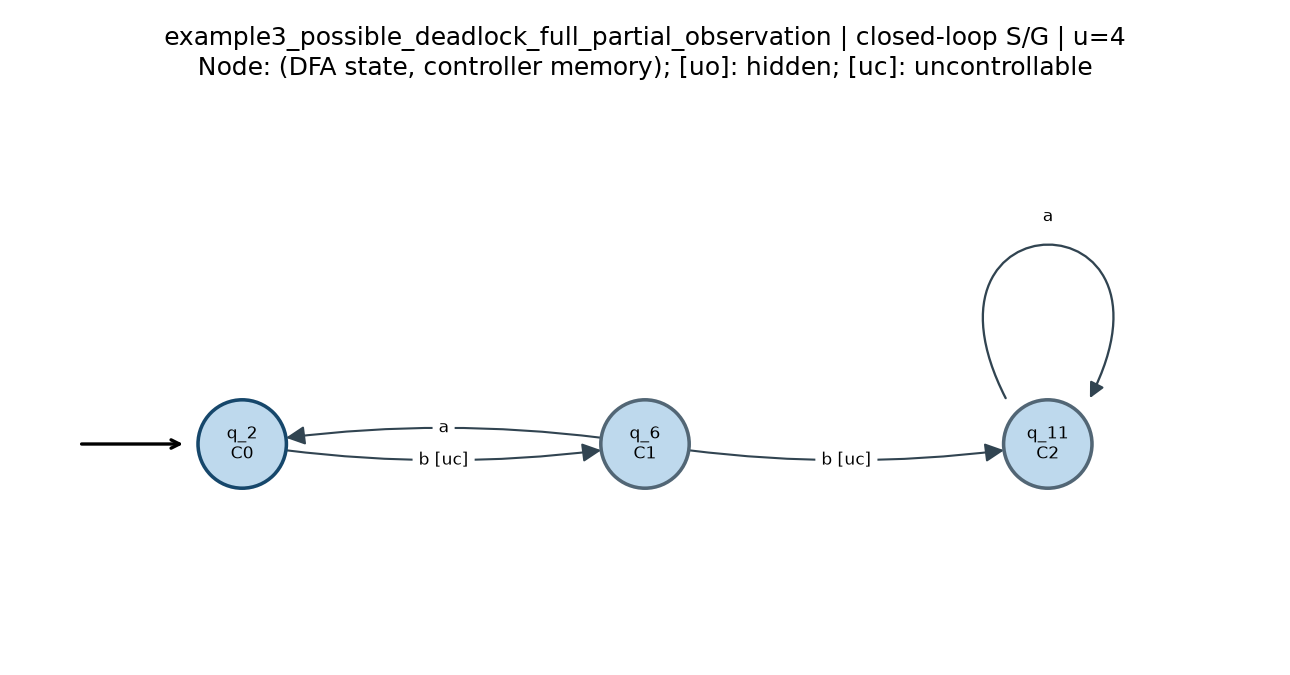 example3_possible_deadlock_full_partial_observation | closed-loop S/G | u=4
Node: (DFA state, controller memory); [uo]: hidden; [uc]: uncontrollable
a
q_2
C0
a
b [uc]
q_6
C1
b [uc]
q_11
C2